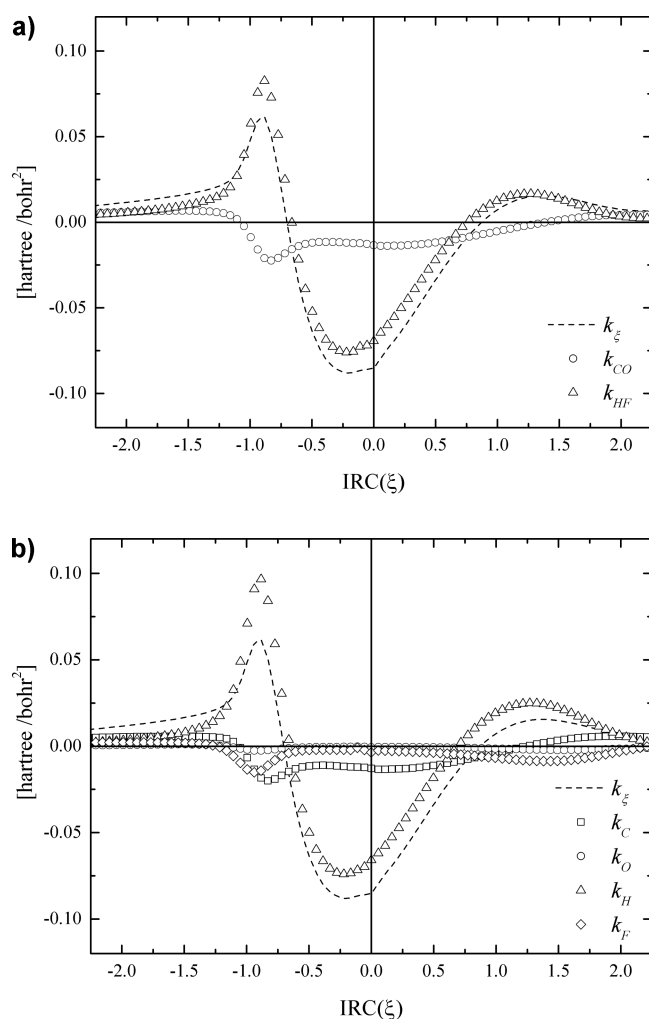 a)
0.10
0.05
0.00
-0.05
-0.10
[hartree /bohr²]
k_ξ
k_CO
k_HF
-2.0 -1.5 -1.0 -0.5 0.0 0.5 1.0 1.5 2.0
IRC(ξ)
b)
0.10
0.05
0.00
-0.05
-0.10
[hartree /bohr²]
k_ξ
k_C
k_O
k_H
k_F
-2.0 -1.5 -1.0 -0.5 0.0 0.5 1.0 1.5 2.0
IRC(ξ)